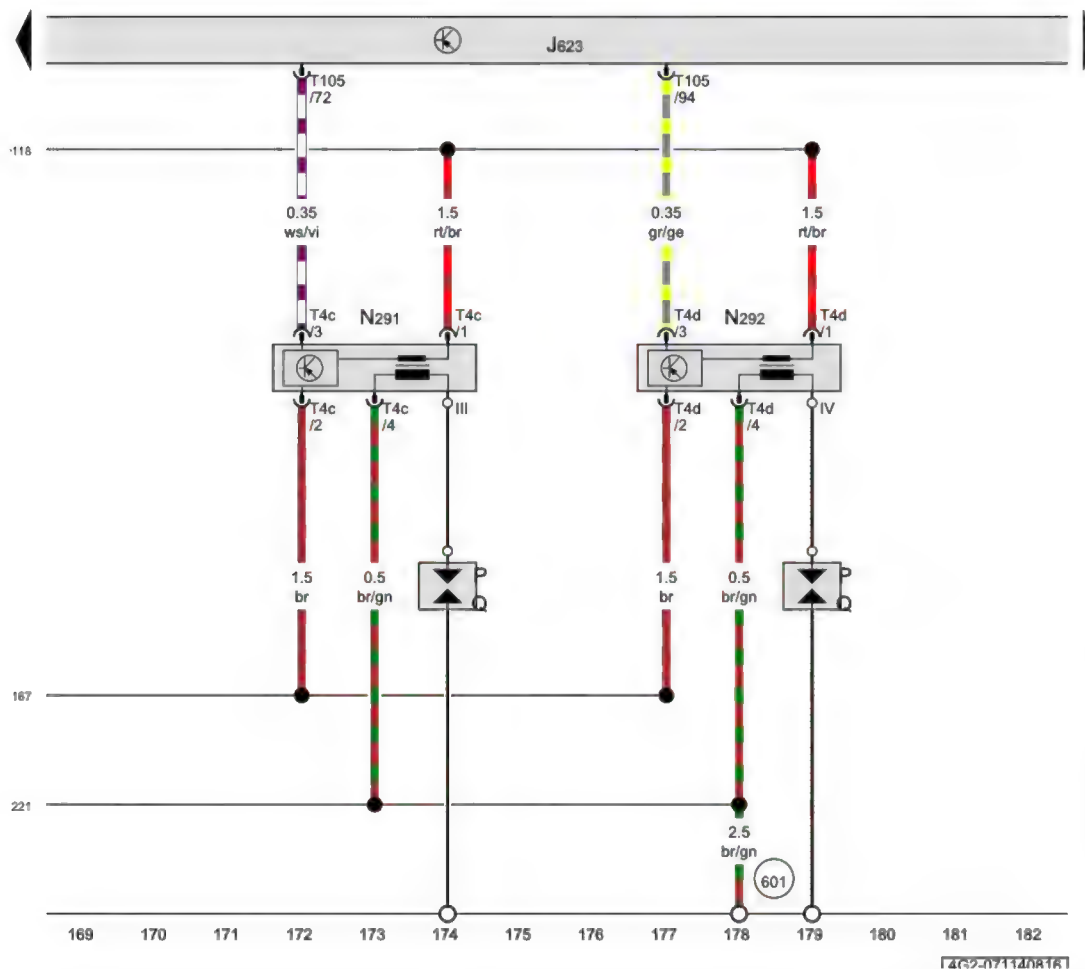 J623
T105
/72
T105
/94
118
0.35
ws/vi
1.5
rt/br
0.35
gr/ge
1.5
rt/br
T4c
/3
N291
T4c
/1
T4d
/3
N292
T4d
/1
T4c
/2
T4c
/4
III
T4d
/2
T4d
/4
IV
1.5
br
0.5
br/gn
P
Q
1.5
br
0.5
br/gn
P
Q
167
221
2.5
br/gn
601
169 170 171 172 173 174 175 176 177 178 179 180 181 182
4G2-071140816